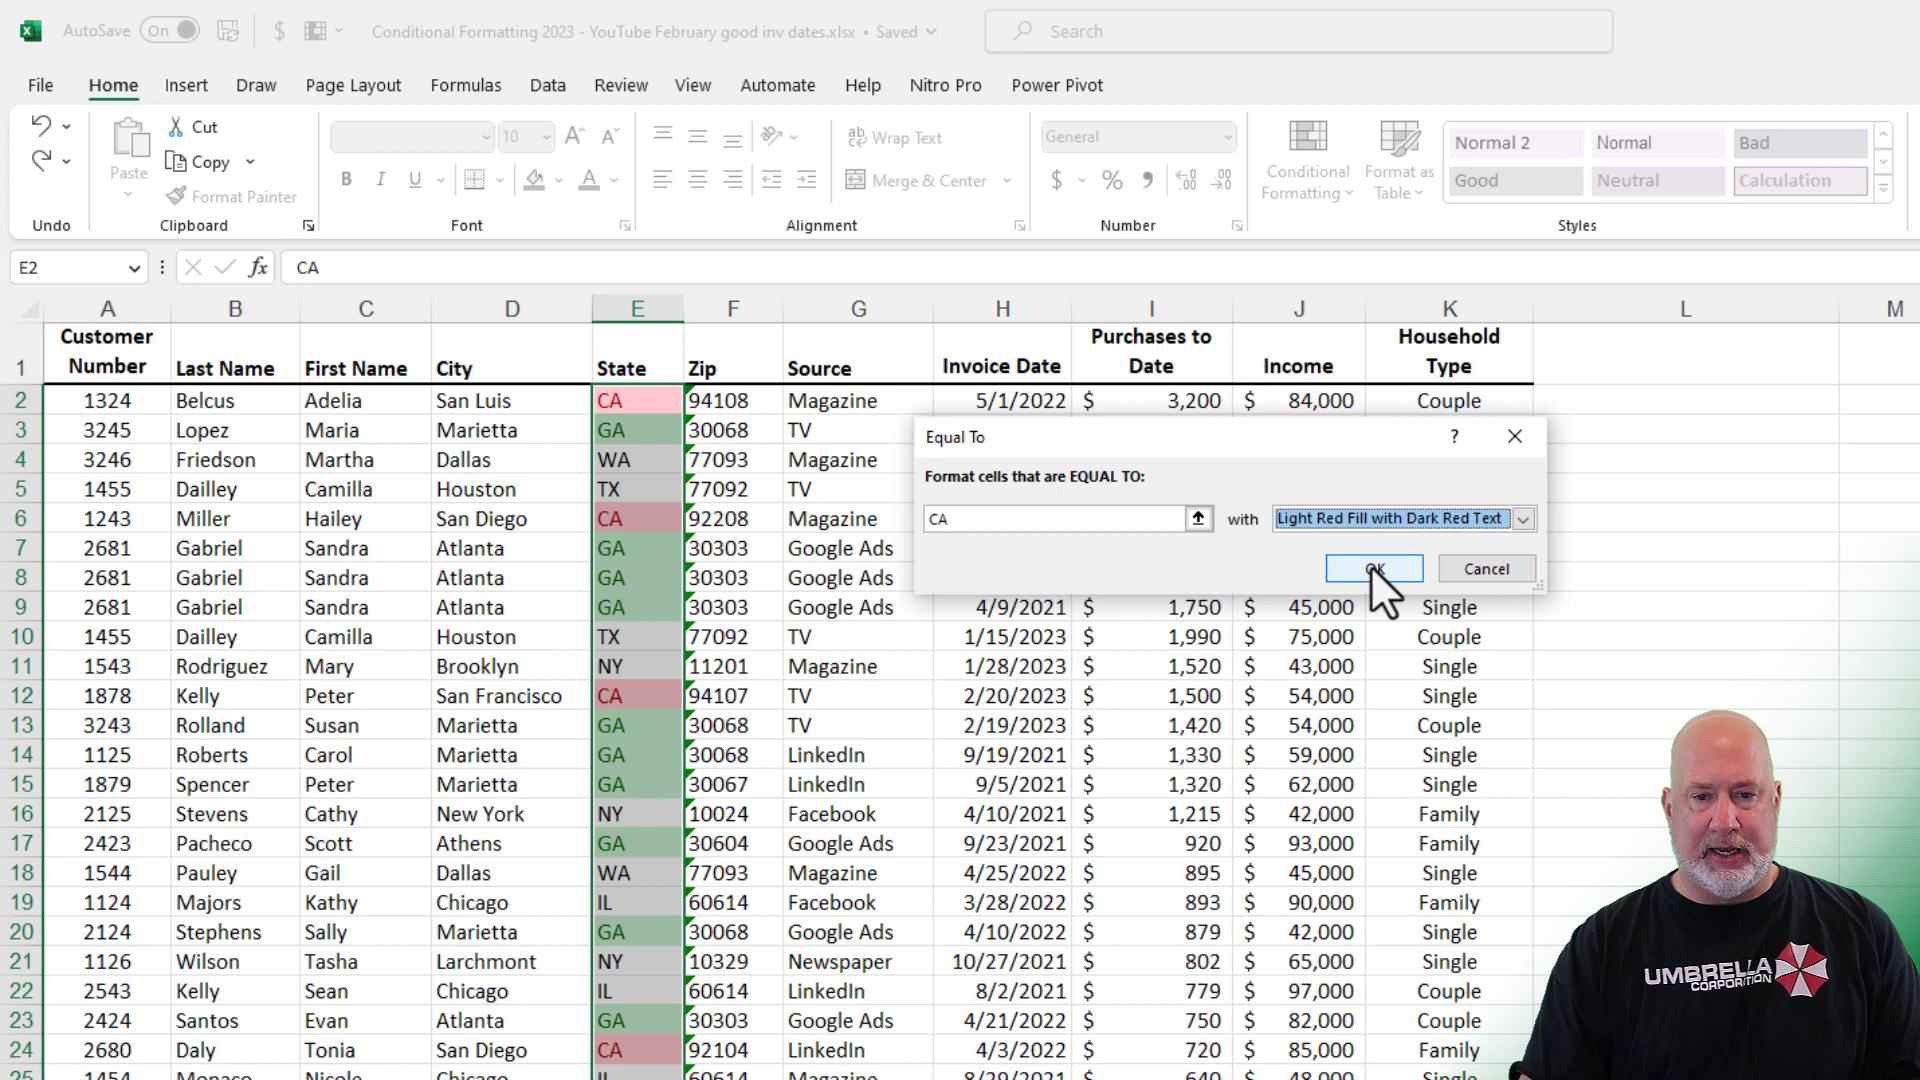 AutoSave On Conditional Formatting 2023 - YouTube February good inv dates.xlsx • Saved Search
File Home Insert Draw Page Layout Formulas Data Review View Automate Help Nitro Pro Power Pivot
Cut 10 Wrap Text General Normal 2 Normal Bad
Copy
Paste Format Painter B I U Merge & Center $ % Conditional Formatting Format as Table Good Neutral Calculation
Undo Clipboard Font Alignment Number Styles
E2 fx CA
A B C D E F G H I J K L M
Customer Purchases to Household
1 Number Last Name First Name City State Zip Source Invoice Date Date Income Type
2 1324 Belcus Adelia San Luis CA 94108 Magazine 5/1/2022 $ 3,200 $ 84,000 Couple
3 3245 Lopez Maria Marietta GA 30068 TV
4 3246 Friedson Martha Dallas WA 77093 Magazine
5 1455 Dailley Camilla Houston TX 77092 TV
6 1243 Miller Hailey San Diego CA 92208 Magazine
7 2681 Gabriel Sandra Atlanta GA 30303 Google Ads
8 2681 Gabriel Sandra Atlanta GA 30303 Google Ads
9 2681 Gabriel Sandra Atlanta GA 30303 Google Ads 4/9/2021 $ 1,750 $ 45,000 Single
10 1455 Dailley Camilla Houston TX 77092 TV 1/15/2023 $ 1,990 $ 75,000 Couple
11 1543 Rodriguez Mary Brooklyn NY 11201 Magazine 1/28/2023 $ 1,520 $ 43,000 Single
12 1878 Kelly Peter San Francisco CA 94107 TV 2/20/2023 $ 1,500 $ 54,000 Single
13 3243 Rolland Susan Marietta GA 30068 TV 2/19/2023 $ 1,420 $ 54,000 Couple
14 1125 Roberts Carol Marietta GA 30068 LinkedIn 9/19/2021 $ 1,330 $ 59,000 Single
15 1879 Spencer Peter Marietta GA 30067 LinkedIn 9/5/2021 $ 1,320 $ 62,000 Single
16 2125 Stevens Cathy New York NY 10024 Facebook 4/10/2021 $ 1,215 $ 42,000 Family
17 2423 Pacheco Scott Athens GA 30604 Google Ads 9/23/2021 $ 920 $ 93,000 Family
18 1544 Pauley Gail Dallas WA 77093 Magazine 4/25/2022 $ 895 $ 45,000 Single
19 1124 Majors Kathy Chicago IL 60614 Facebook 3/28/2022 $ 893 $ 90,000 Family
20 2124 Stephens Sally Marietta GA 30068 Google Ads 4/10/2022 $ 879 $ 42,000 Single
21 1126 Wilson Tasha Larchmont NY 10329 Newspaper 10/27/2021 $ 802 $ 65,000 Single
22 2543 Kelly Sean Chicago IL 60614 LinkedIn 8/2/2021 $ 779 $ 97,000 Couple
23 2424 Santos Evan Atlanta GA 30303 Google Ads 4/21/2022 $ 750 $ 82,000 Couple
24 2680 Daly Tonia San Diego CA 92104 LinkedIn 4/3/2022 $ 720 $ 85,000 Family
Equal To ?
Format cells that are EQUAL TO:
CA with Light Red Fill with Dark Red Text
OK Cancel
UMBRELLA
CORPORATION